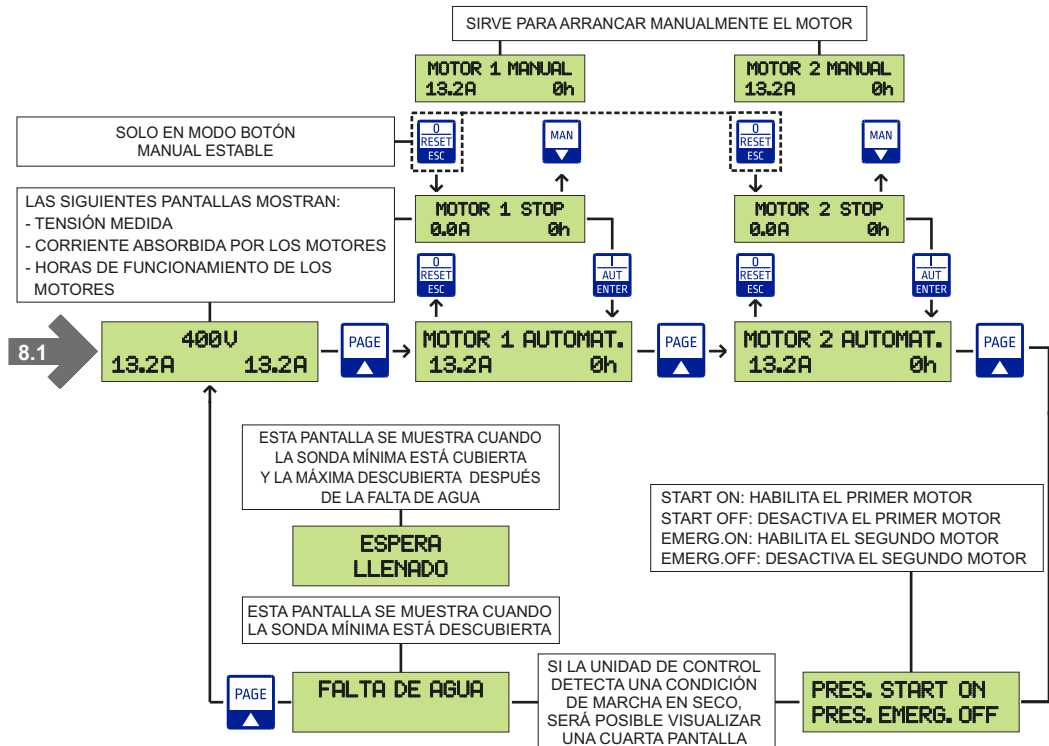 SIRVE PARA ARRANCAR MANUALMENTE EL MOTOR
MOTOR 1 MANUAL
13.2A 0h
MOTOR 2 MANUAL
13.2A 0h
SOLO EN MODO BOTÓN
MANUAL ESTABLE
0
RESET
ESC
MAN
0
RESET
ESC
MAN
LAS SIGUIENTES PANTALLAS MOSTRAN:
- TENSIÓN MEDIDA
- CORRIENTE ABSORBIDA POR LOS MOTORES
- HORAS DE FUNCIONAMIENTO DE LOS
MOTORES
MOTOR 1 STOP
0.0A 0h
MOTOR 2 STOP
0.0A 0h
0
RESET
ESC
I
AUT
ENTER
0
RESET
ESC
I
AUT
ENTER
8.1
400V
13.2A 13.2A
PAGE
MOTOR 1 AUTOMAT.
13.2A 0h
PAGE
MOTOR 2 AUTOMAT.
13.2A 0h
PAGE
ESTA PANTALLA SE MUESTRA CUANDO
LA SONDA MÍNIMA ESTÁ CUBIERTA
Y LA MÁXIMA DESCUBIERTA DESPUÉS
DE LA FALTA DE AGUA
ESPERA
LLENADO
START ON: HABILITA EL PRIMER MOTOR
START OFF: DESACTIVA EL PRIMER MOTOR
EMERG.ON: HABILITA EL SEGUNDO MOTOR
EMERG.OFF: DESACTIVA EL SEGUNDO MOTOR
ESTA PANTALLA SE MUESTRA CUANDO
LA SONDA MÍNIMA ESTÁ DESCUBIERTA
PAGE
FALTA DE AGUA
SI LA UNIDAD DE CONTROL
DETECTA UNA CONDICIÓN
DE MARCHA EN SECO,
SERÁ POSIBLE VISUALIZAR
UNA CUARTA PANTALLA
PRES. START ON
PRES. EMERG. OFF